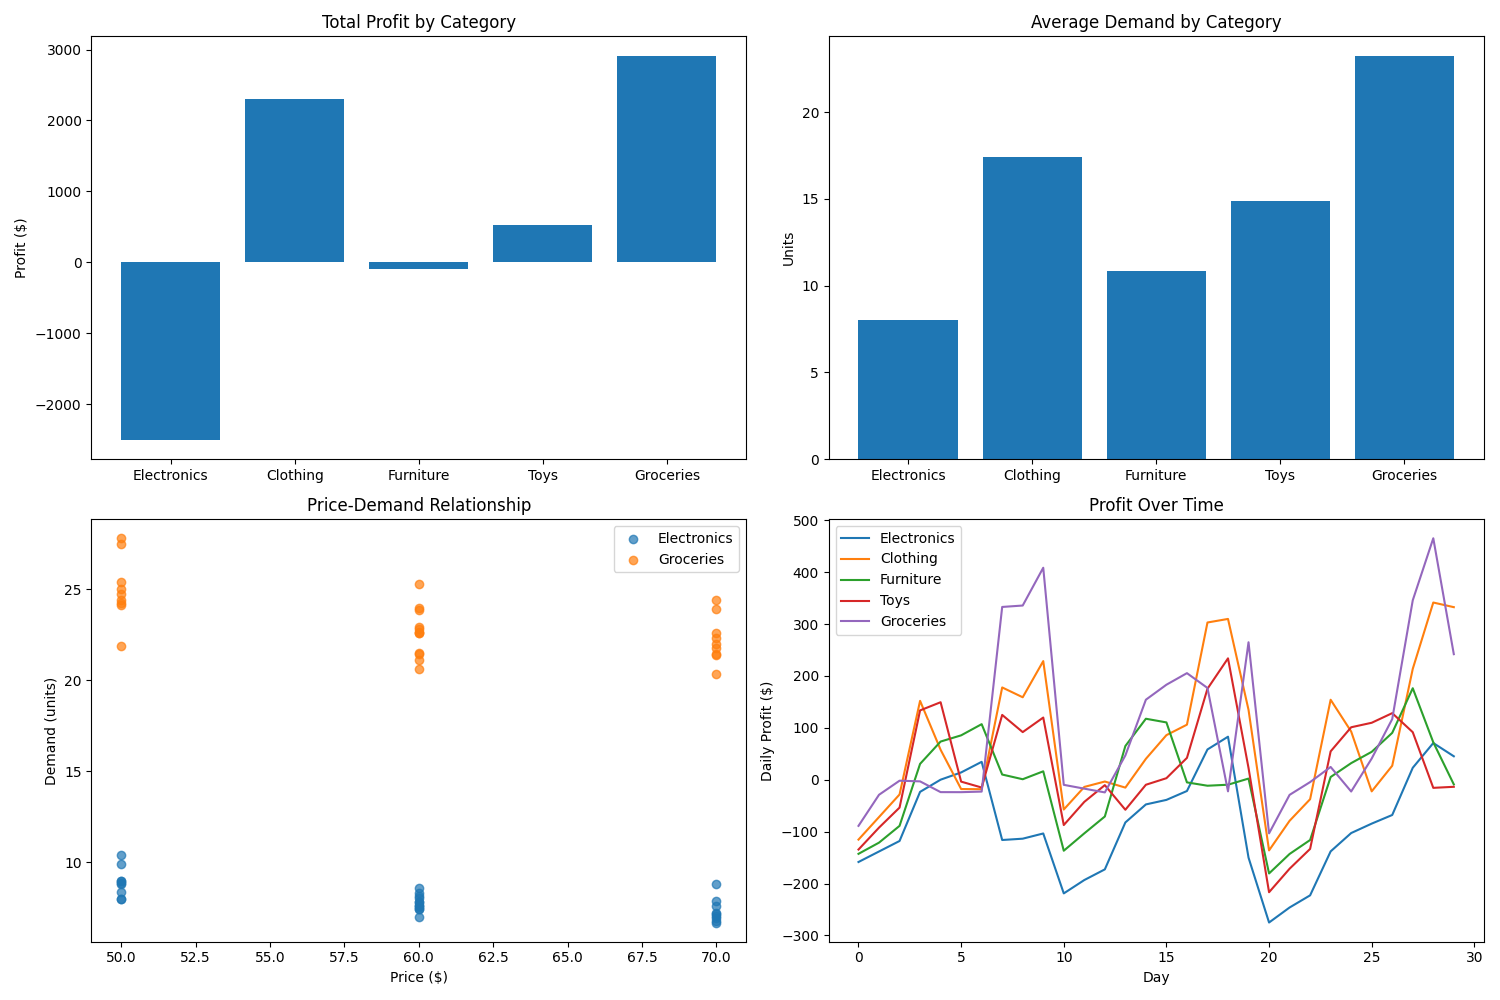 Total Profit by Category
Profit ($)
3000
2000
1000
0
−1000
−2000
Electronics Clothing Furniture Toys Groceries
Average Demand by Category
Units
20
15
10
5
0
Electronics Clothing Furniture Toys Groceries
Price-Demand Relationship
Electronics
Groceries
Demand (units)
25
20
15
10
50.0 52.5 55.0 57.5 60.0 62.5 65.0 67.5 70.0
Price ($)
Profit Over Time
Electronics
Clothing
Furniture
Toys
Groceries
Daily Profit ($)
500
400
300
200
100
0
−100
−200
−300
0 5 10 15 20 25 30
Day